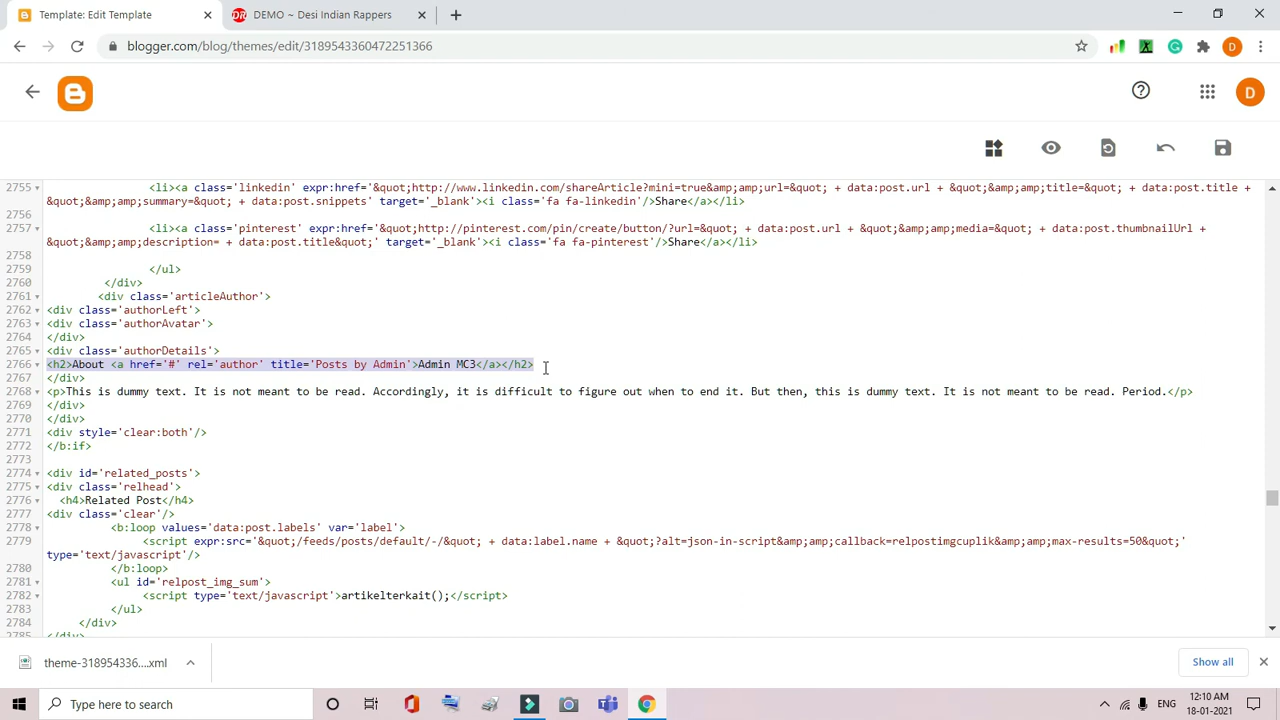 Template: Edit Template
DEMO ~ Desi Indian Rappers
blogger.com/blog/themes/edit/3189543360472251366
D
D
2755 <li><a class='linkedin' expr:href='&quot;http://www.linkedin.com/shareArticle?mini=true&amp;amp;url=&quot; + data:post.url + &quot;&amp;amp;title=&quot; + data:post.title +
&quot;&amp;amp;summary=&quot; + data:post.snippets' target='_blank'><i class='fa fa-linkedin'/>Share</a></li>
2756
2757 <li><a class='pinterest' expr:href='&quot;http://pinterest.com/pin/create/button/?url=&quot; + data:post.url + &quot;&amp;amp;media=&quot; + data:post.thumbnailUrl +
&quot;&amp;amp;description= + data:post.title&quot;' target='_blank'><i class='fa fa-pinterest'/>Share</a></li>
2758
2759 </ul>
2760 </div>
2761 <div class='articleAuthor'>
2762 <div class='authorLeft'>
2763 <div class='authorAvatar'>
2764 </div>
2765 <div class='authorDetails'>
2766 <h2>About <a href='#' rel='author' title='Posts by Admin'>Admin MC3</a></h2>
2767 </div>
2768 <p>This is dummy text. It is not meant to be read. Accordingly, it is difficult to figure out when to end it. But then, this is dummy text. It is not meant to be read. Period.</p>
2769 </div>
2770 </div>
2771 <div style='clear:both'/>
2772 </b:if>
2773
2774 <div id='related_posts'>
2775 <div class='relhead'>
2776 <h4>Related Post</h4>
2777 <div class='clear'/>
2778 <b:loop values='data:post.labels' var='label'>
2779 <script expr:src='&quot;/feeds/posts/default/-/&quot; + data:label.name + &quot;?alt=json-in-script&amp;amp;callback=relpostimgcuplik&amp;amp;max-results=50&quot;'
type='text/javascript'/>
2780 </b:loop>
2781 <ul id='relpost_img_sum'>
2782 <script type='text/javascript'>artikelterkait();</script>
2783 </ul>
2784 </div>
2785 </div>
theme-318954336....xml
Show all
Type here to search
ENG
12:10 AM
18-01-2021